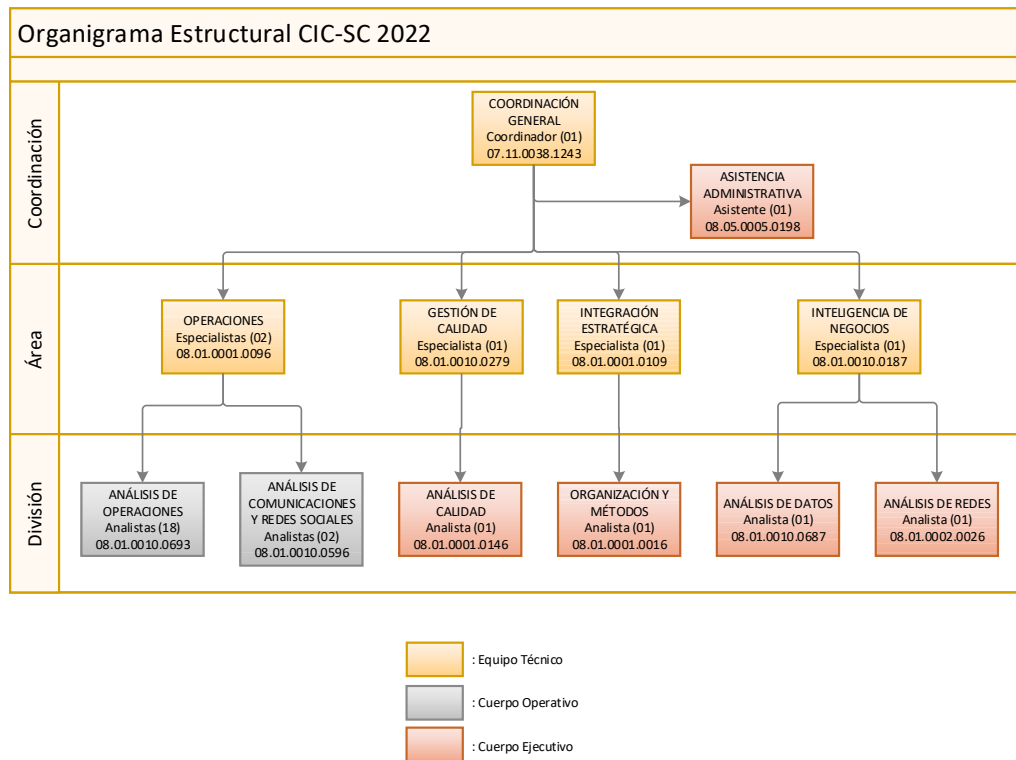 Organigrama Estructural CIC-SC 2022
Coordinación
COORDINACIÓN
GENERAL
Coordinador (01)
07.11.0038.1243
ASISTENCIA
ADMINISTRATIVA
Asistente (01)
08.05.0005.0198
Área
OPERACIONES
Especialistas (02)
08.01.0001.0096
GESTIÓN DE
CALIDAD
Especialista (01)
08.01.0010.0279
INTEGRACIÓN
ESTRATÉGICA
Especialista (01)
08.01.0001.0109
INTELIGENCIA DE
NEGOCIOS
Especialista (01)
08.01.0010.0187
División
ANÁLISIS DE
OPERACIONES
Analistas (18)
08.01.0010.0693
ANÁLISIS DE
COMUNICACIONES
Y REDES SOCIALES
Analistas (02)
08.01.0010.0596
ANÁLISIS DE
CALIDAD
Analista (01)
08.01.0001.0146
ORGANIZACIÓN Y
MÉTODOS
Analista (01)
08.01.0001.0016
ANÁLISIS DE DATOS
Analista (01)
08.01.0010.0687
ANÁLISIS DE REDES
Analista (01)
08.01.0002.0026
: Equipo Técnico
: Cuerpo Operativo
: Cuerpo Ejecutivo